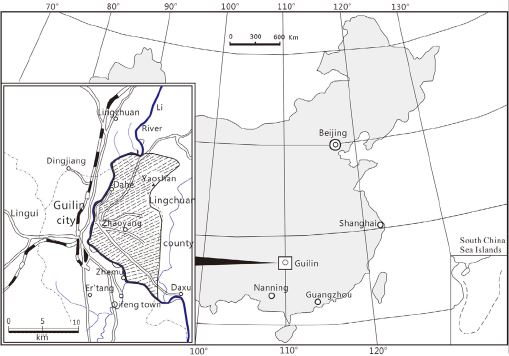 70° 80° 90° 100° 110° 120° 130°
0 300 600 Km
Li
Lingchuan
River
Beijing
Dingjiang
Yaoshan
Dahe
Lingchuan
Guilin
city
Lingui
Zhaoyang
Shanghai
county
South China
Sea Islands
Guilin
Zhemu
Er'tang
Daxu
Nanning
Guangzhou
Qifeng town
0 10
5
km
100° 110° 120°